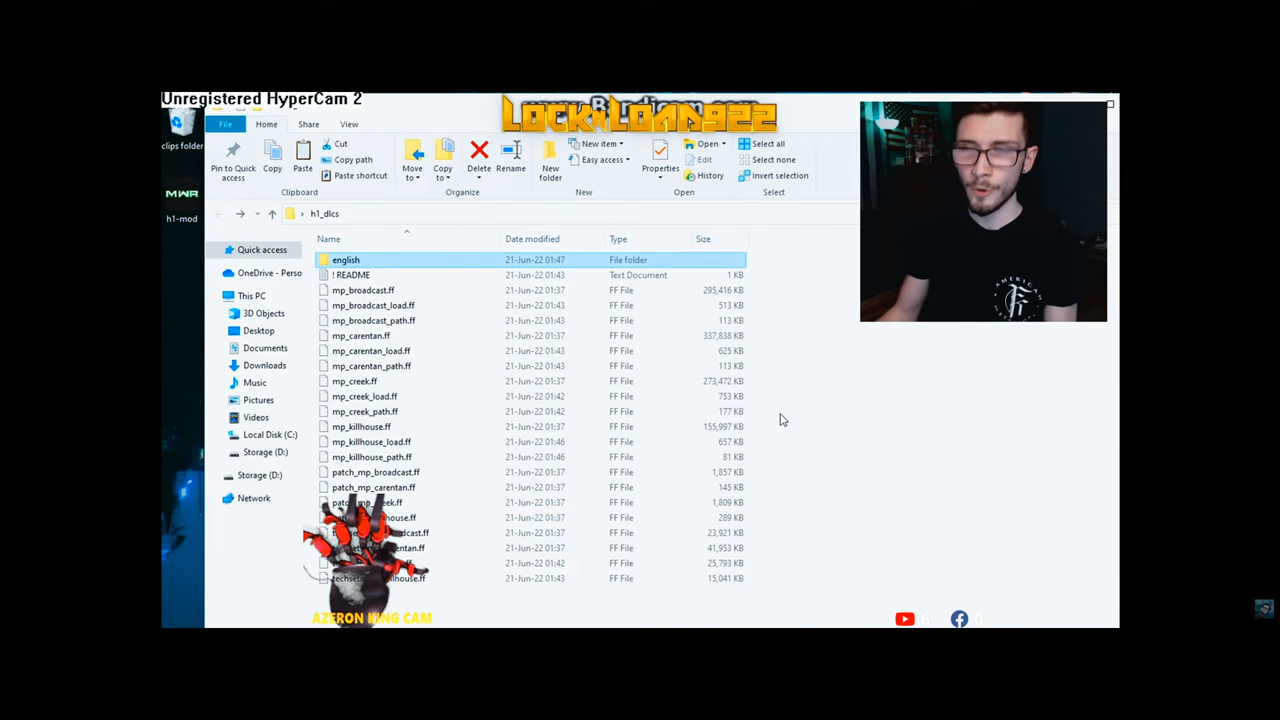 Unregistered HyperCam 2
LOCKNLOAD922
clips folder
File Home Share View
Pin to Quick access
Copy
Paste
Cut
Copy path
Paste shortcut
Move to
Copy to
Delete
Rename
New folder
New item
Easy access
Properties
Open
Edit
History
Select all
Select none
Invert selection
Clipboard Organize New Open Select
MWR
h1-mod
h1_dlcs
Name Date modified Type Size
Quick access
OneDrive - Perso
This PC
3D Objects
Desktop
Documents
Downloads
Music
Pictures
Videos
Local Disk (C:)
Storage (D:)
Storage (D:)
Network
english 21-Jun-22 01:47 File folder
! README 21-Jun-22 01:43 Text Document 1 KB
mp_broadcast.ff 21-Jun-22 01:37 FF File 295,416 KB
mp_broadcast_load.ff 21-Jun-22 01:43 FF File 513 KB
mp_broadcast_path.ff 21-Jun-22 01:43 FF File 113 KB
mp_carentan.ff 21-Jun-22 01:37 FF File 337,838 KB
mp_carentan_load.ff 21-Jun-22 01:43 FF File 625 KB
mp_carentan_path.ff 21-Jun-22 01:43 FF File 113 KB
mp_creek.ff 21-Jun-22 01:37 FF File 273,472 KB
mp_creek_load.ff 21-Jun-22 01:42 FF File 753 KB
mp_creek_path.ff 21-Jun-22 01:42 FF File 177 KB
mp_killhouse.ff 21-Jun-22 01:37 FF File 155,997 KB
mp_killhouse_load.ff 21-Jun-22 01:46 FF File 657 KB
mp_killhouse_path.ff 21-Jun-22 01:46 FF File 81 KB
patch_mp_broadcast.ff 21-Jun-22 01:37 FF File 1,857 KB
patch_mp_carentan.ff 21-Jun-22 01:37 FF File 145 KB
21-Jun-22 01:37 FF File 1,809 KB
21-Jun-22 01:37 FF File 289 KB
21-Jun-22 01:37 FF File 23,921 KB
21-Jun-22 01:37 FF File 41,953 KB
21-Jun-22 01:42 FF File 25,793 KB
21-Jun-22 01:43 FF File 15,041 KB
AMERICAN
AZERON KING CAM
6 0